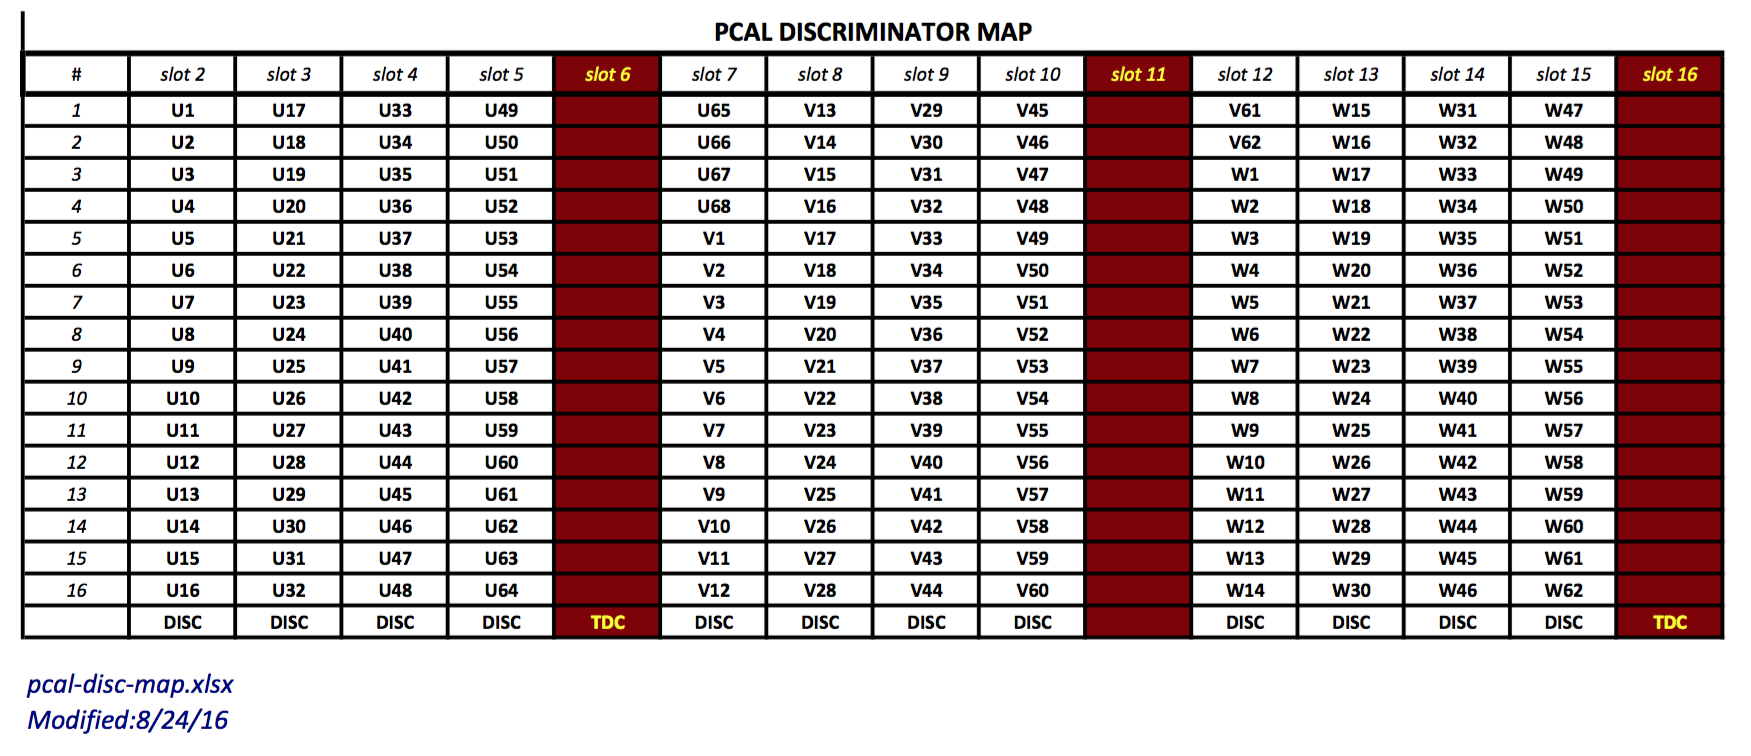 PCAL DISCRIMINATOR MAP
# slot 2 slot 3 slot 4 slot 5 slot 6 slot 7 slot 8 slot 9 slot 10 slot 11 slot 12 slot 13 slot 14 slot 15 slot 16
1 U1 U17 U33 U49 U65 V13 V29 V45 V61 W15 W31 W47
2 U2 U18 U34 U50 U66 V14 V30 V46 V62 W16 W32 W48
3 U3 U19 U35 U51 U67 V15 V31 V47 W1 W17 W33 W49
4 U4 U20 U36 U52 U68 V16 V32 V48 W2 W18 W34 W50
5 U5 U21 U37 U53 V1 V17 V33 V49 W3 W19 W35 W51
6 U6 U22 U38 U54 V2 V18 V34 V50 W4 W20 W36 W52
7 U7 U23 U39 U55 V3 V19 V35 V51 W5 W21 W37 W53
8 U8 U24 U40 U56 V4 V20 V36 V52 W6 W22 W38 W54
9 U9 U25 U41 U57 V5 V21 V37 V53 W7 W23 W39 W55
10 U10 U26 U42 U58 V6 V22 V38 V54 W8 W24 W40 W56
11 U11 U27 U43 U59 V7 V23 V39 V55 W9 W25 W41 W57
12 U12 U28 U44 U60 V8 V24 V40 V56 W10 W26 W42 W58
13 U13 U29 U45 U61 V9 V25 V41 V57 W11 W27 W43 W59
14 U14 U30 U46 U62 V10 V26 V42 V58 W12 W28 W44 W60
15 U15 U31 U47 U63 V11 V27 V43 V59 W13 W29 W45 W61
16 U16 U32 U48 U64 V12 V28 V44 V60 W14 W30 W46 W62
DISC DISC DISC DISC TDC DISC DISC DISC DISC DISC DISC DISC DISC TDC
pcal-disc-map.xlsx
Modified:8/24/16